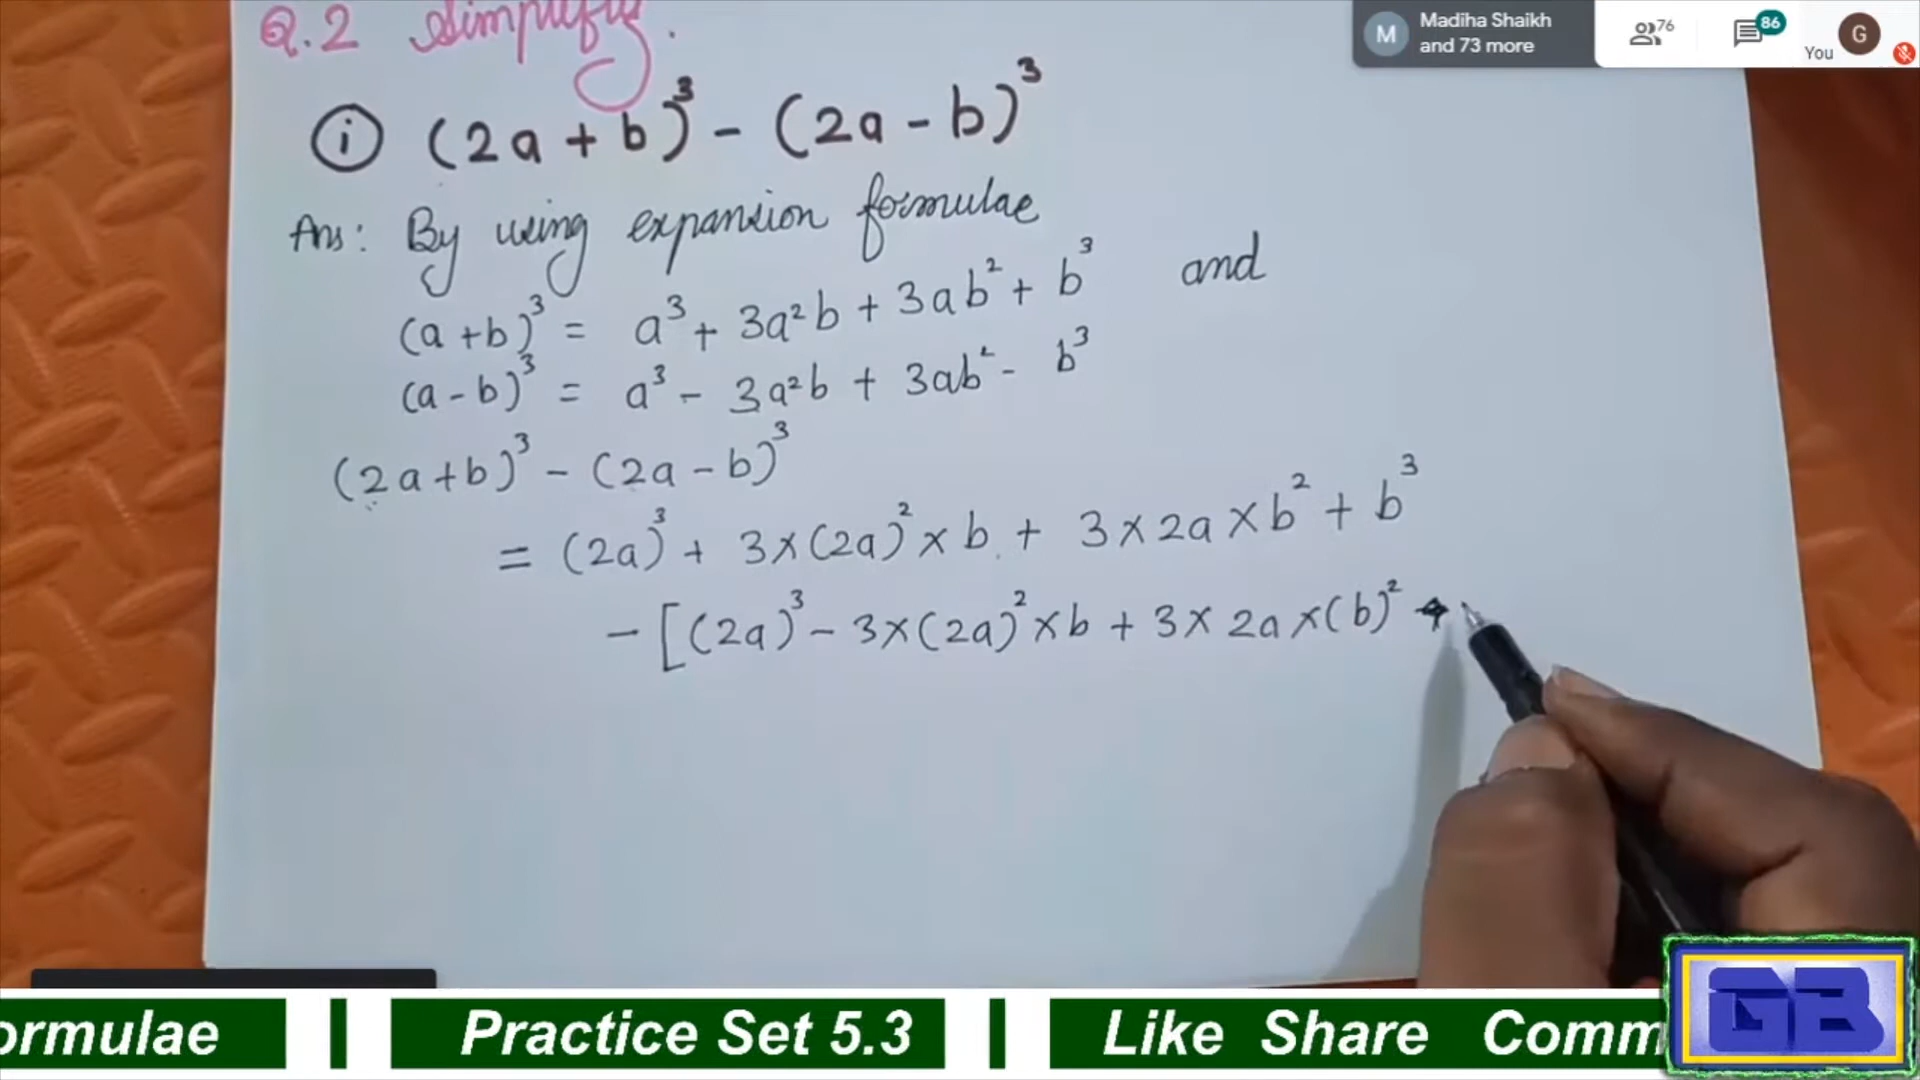 Q.2 Simplify.
Madiha Shaikh
and 73 more
M
76
86
You
G
(i) (2a + b)³ - (2a - b)³
Ans: By using expansion formulae
(a + b)³ = a³ + 3a²b + 3ab² + b³ and
(a - b)³ = a³ - 3a²b + 3ab² - b³
(2a + b)³ - (2a - b)³
= (2a)³ + 3×(2a)²×b + 3×2a×b² + b³
- [(2a)³ - 3×(2a)²×b + 3×2a×(b)²
ormulae | Practice Set 5.3 | Like Share Comm
GB